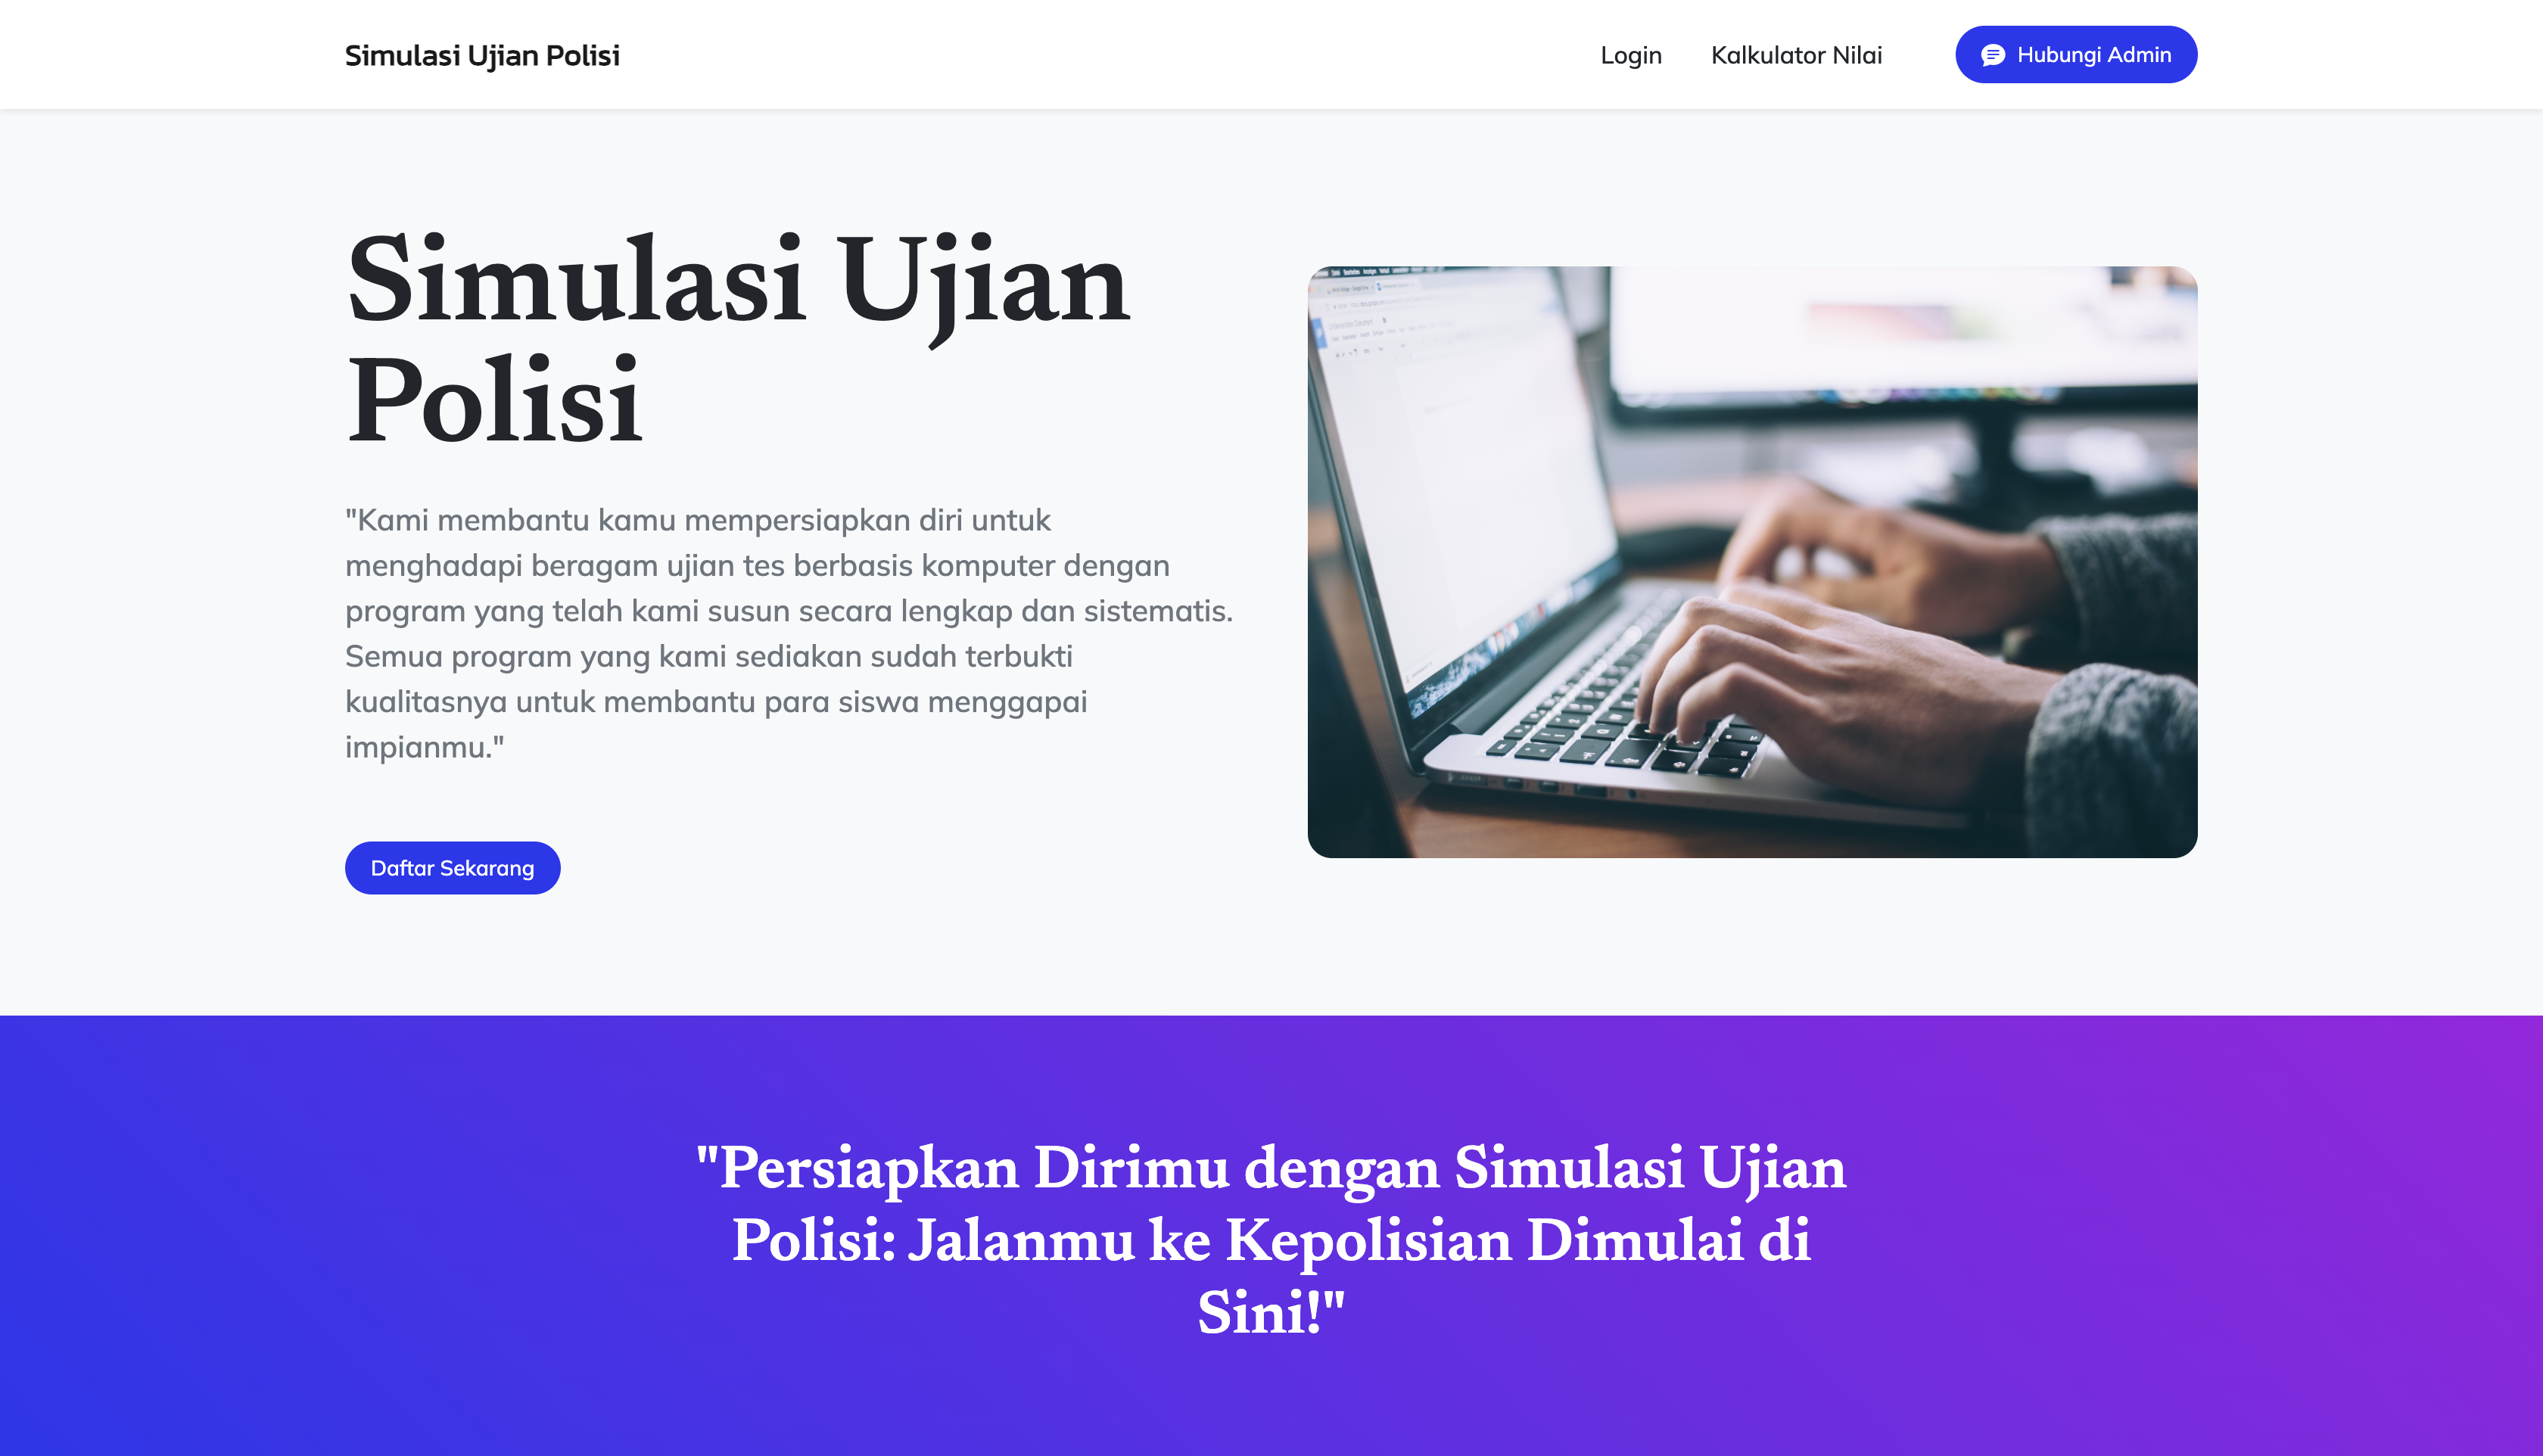 Simulasi Ujian Polisi
Login
Kalkulator Nilai
Hubungi Admin
Simulasi Ujian
Polisi
"Kami membantu kamu mempersiapkan diri untuk
menghadapi beragam ujian tes berbasis komputer dengan
program yang telah kami susun secara lengkap dan sistematis.
Semua program yang kami sediakan sudah terbukti
kualitasnya untuk membantu para siswa menggapai
impianmu."
Daftar Sekarang
"Persiapkan Dirimu dengan Simulasi Ujian
Polisi: Jalanmu ke Kepolisian Dimulai di
Sini!"